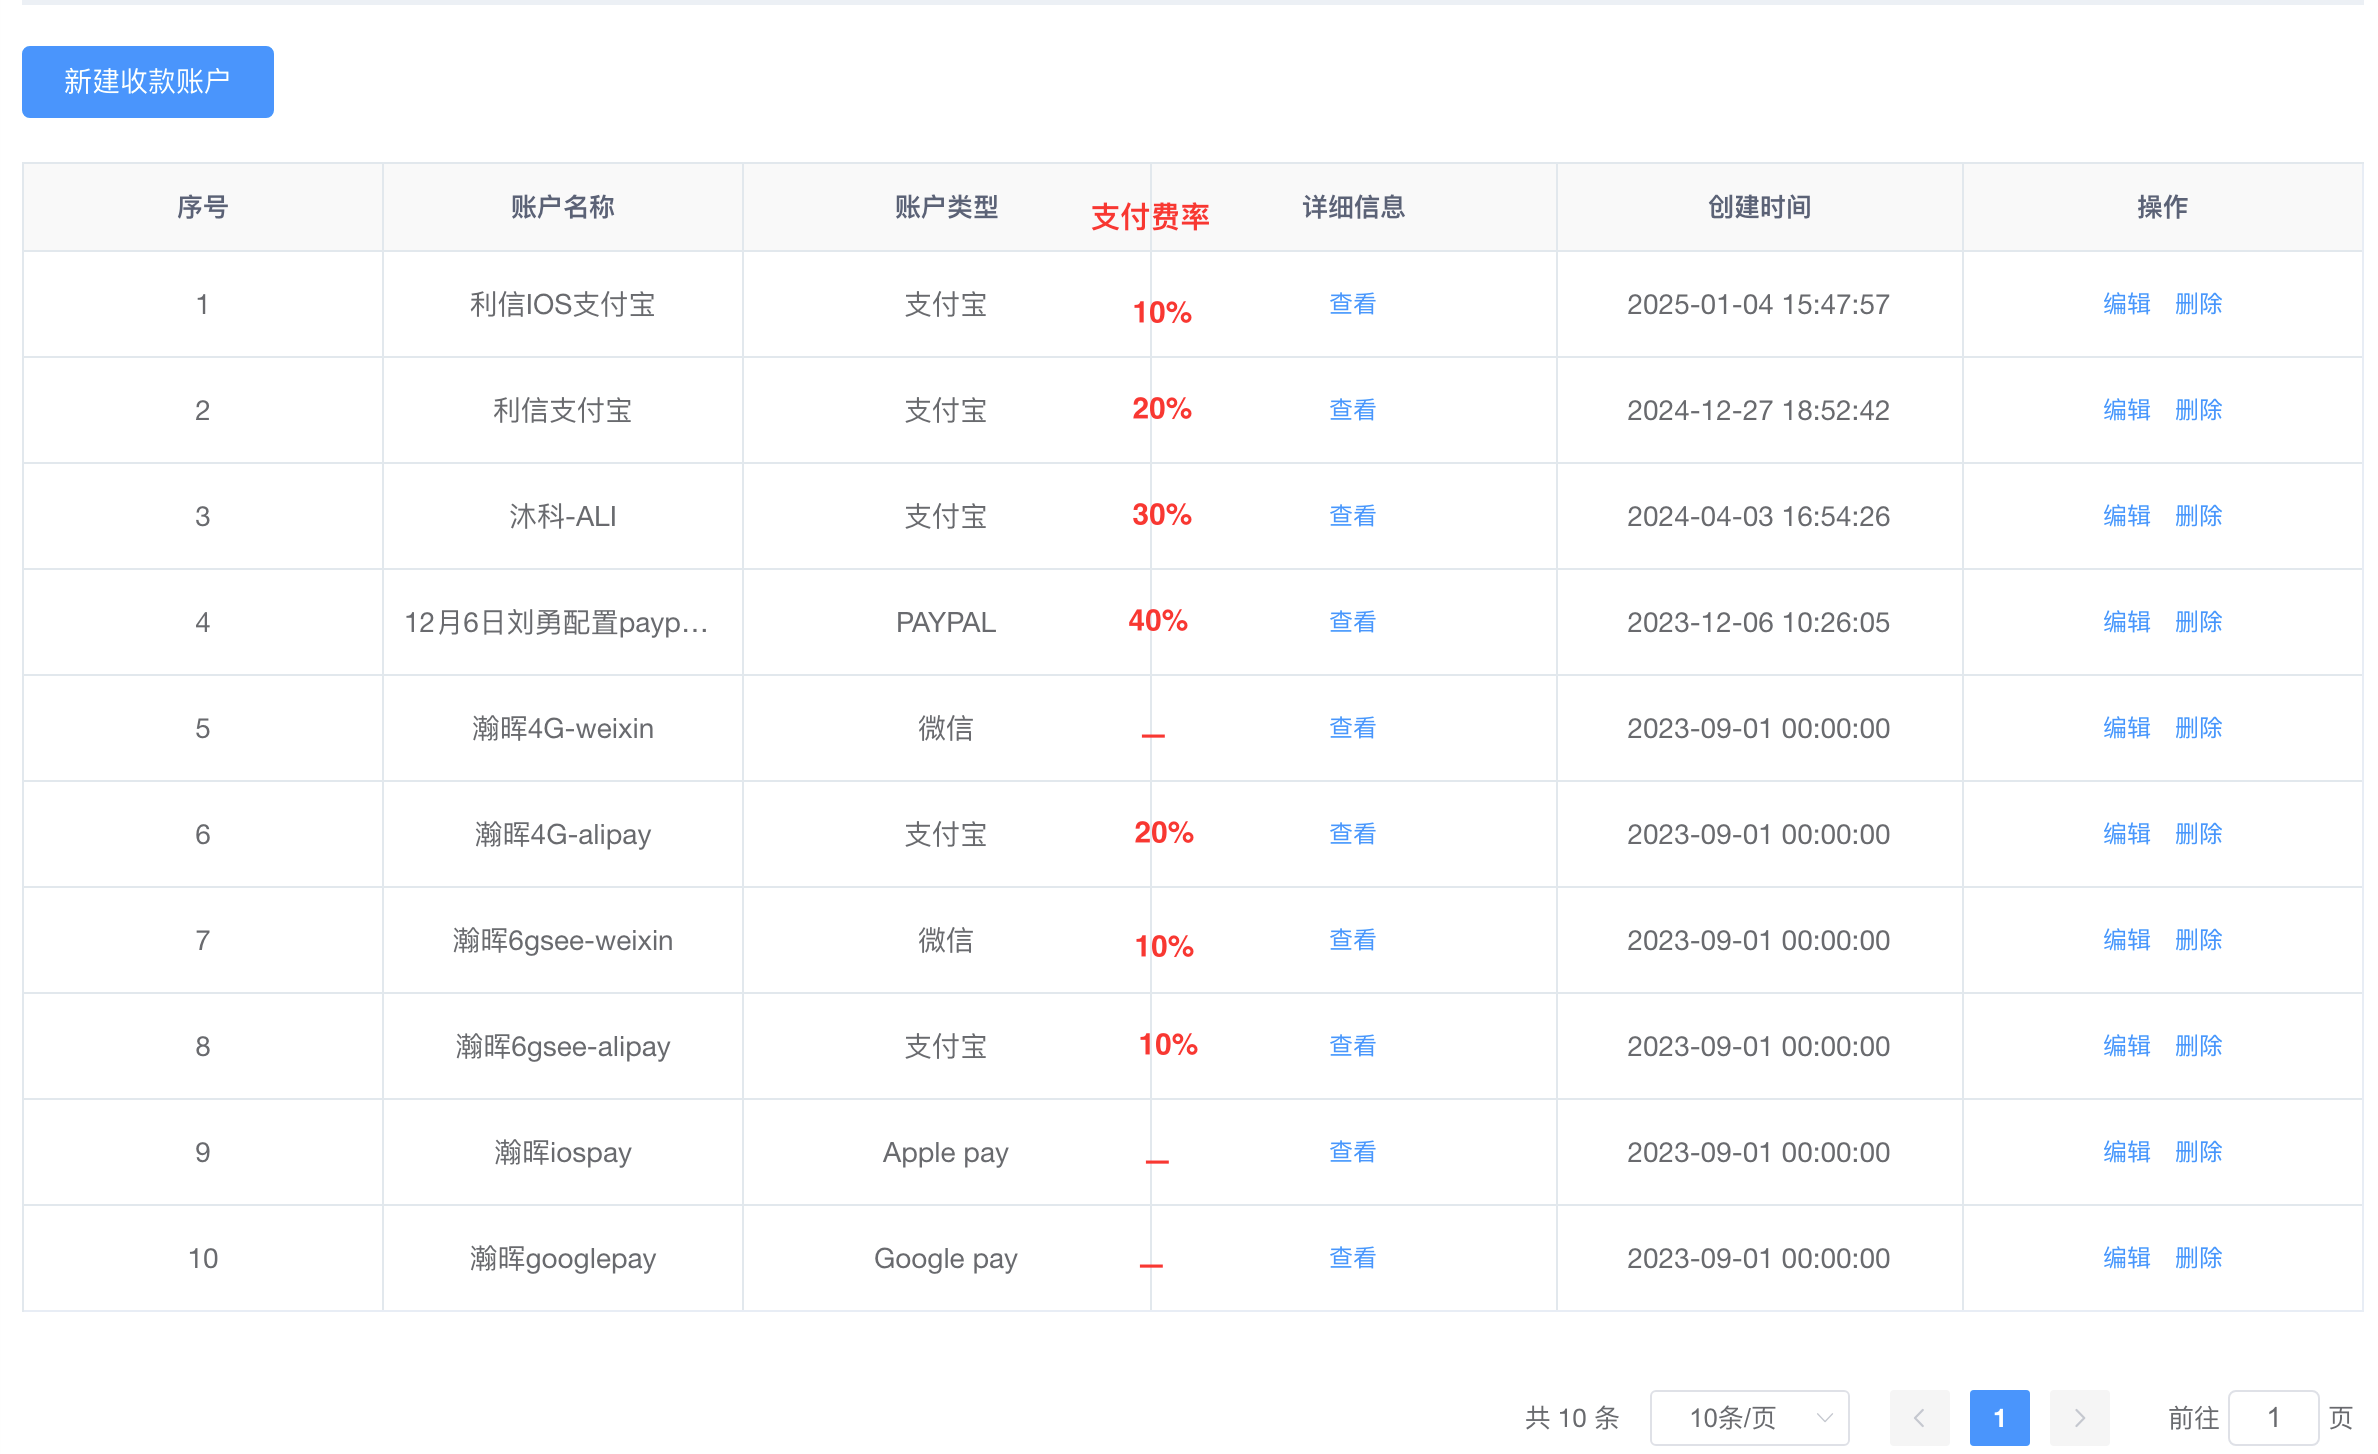 新建收款账户
序号 账户名称 账户类型 支付费率 详细信息 创建时间 操作
1 利信IOS支付宝 支付宝 10% 查看 2025-01-04 15:47:57 编辑 删除
2 利信支付宝 支付宝 20% 查看 2024-12-27 18:52:42 编辑 删除
3 沐科-ALI 支付宝 30% 查看 2024-04-03 16:54:26 编辑 删除
4 12月6日刘勇配置payp... PAYPAL 40% 查看 2023-12-06 10:26:05 编辑 删除
5 瀚晖4G-weixin 微信 — 查看 2023-09-01 00:00:00 编辑 删除
6 瀚晖4G-alipay 支付宝 20% 查看 2023-09-01 00:00:00 编辑 删除
7 瀚晖6gsee-weixin 微信 10% 查看 2023-09-01 00:00:00 编辑 删除
8 瀚晖6gsee-alipay 支付宝 10% 查看 2023-09-01 00:00:00 编辑 删除
9 瀚晖iospay Apple pay — 查看 2023-09-01 00:00:00 编辑 删除
10 瀚晖googlepay Google pay — 查看 2023-09-01 00:00:00 编辑 删除
共 10 条 10条/页 1 前往 1 页